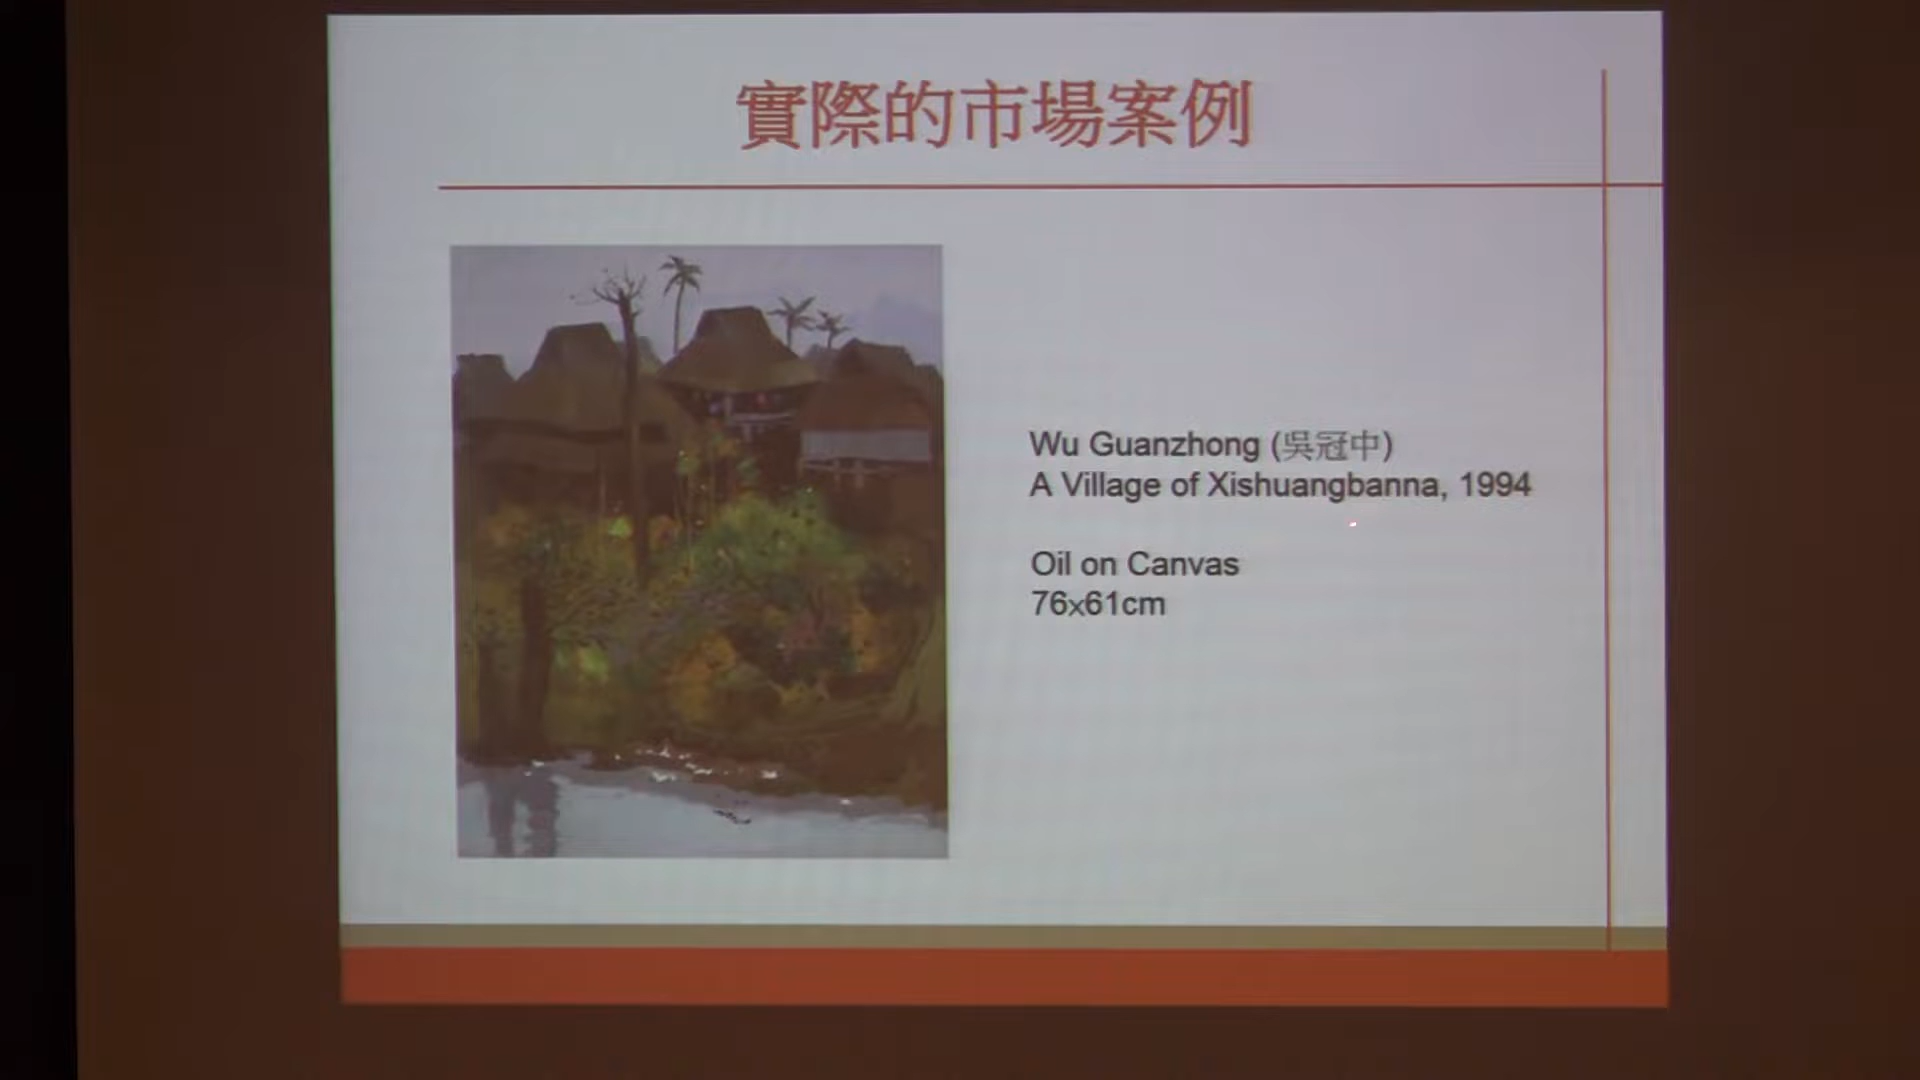 實際的市場案例
Wu Guanzhong (吳冠中)
A Village of Xishuangbanna, 1994
Oil on Canvas
76x61cm